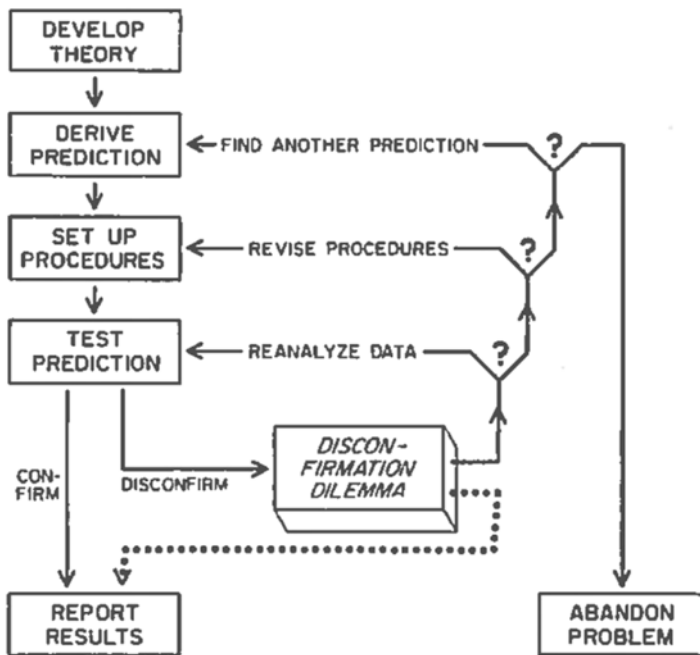 DEVELOP
THEORY
DERIVE
PREDICTION
FIND ANOTHER PREDICTION
?
SET UP
PROCEDURES
REVISE PROCEDURES
?
TEST
PREDICTION
REANALYZE DATA
?
CON-
FIRM
DISCONFIRM
DISCON-
FIRMATION
DILEMMA
REPORT
RESULTS
ABANDON
PROBLEM